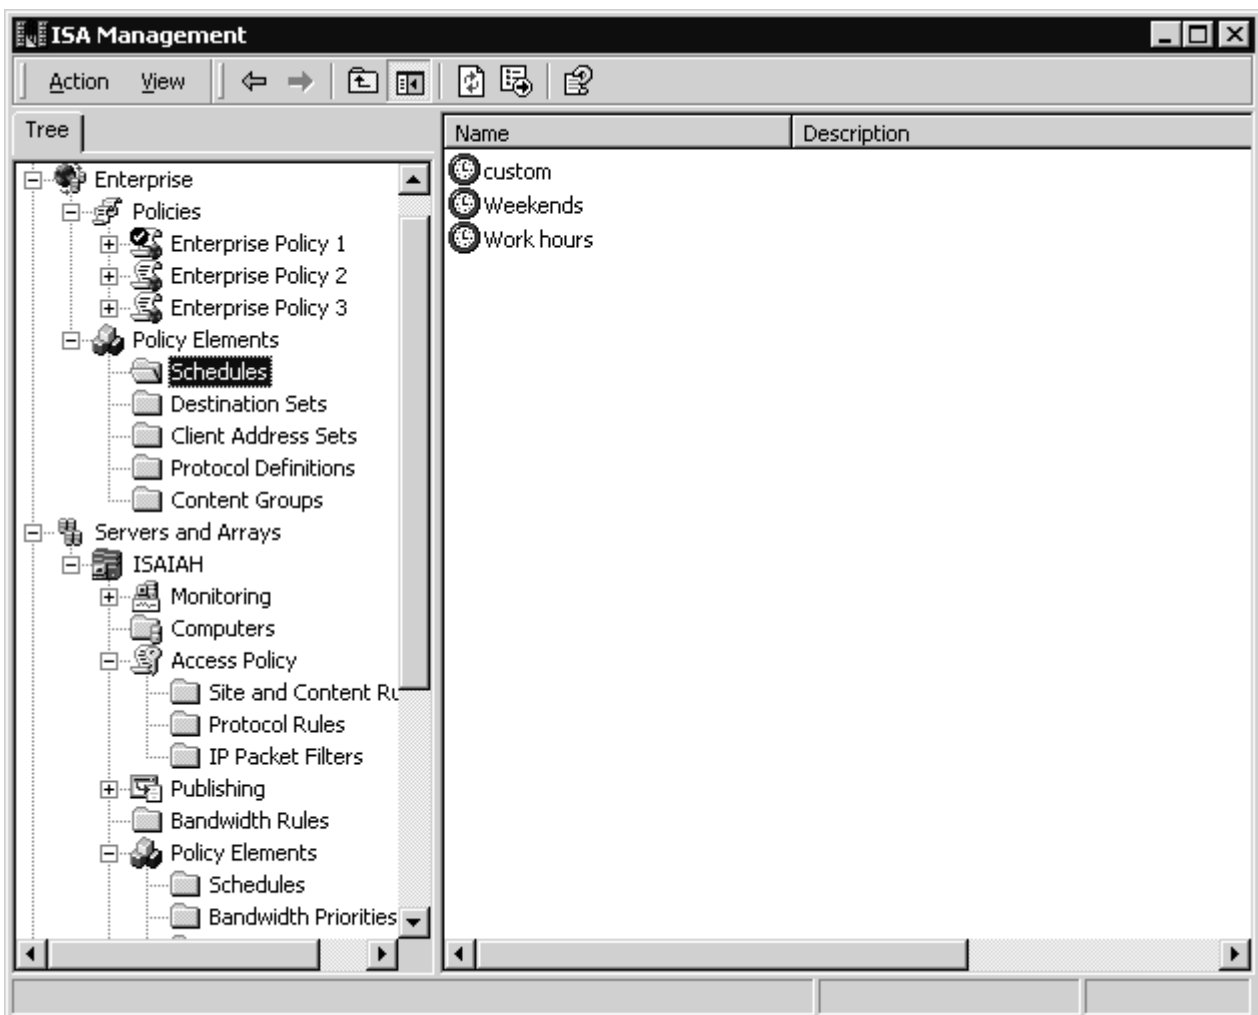 ISA Management
Action View
Tree
Name Description
Enterprise
Policies
Enterprise Policy 1
Enterprise Policy 2
Enterprise Policy 3
Policy Elements
Schedules
Destination Sets
Client Address Sets
Protocol Definitions
Content Groups
Servers and Arrays
ISAIAH
Monitoring
Computers
Access Policy
Site and Content Ru
Protocol Rules
IP Packet Filters
Publishing
Bandwidth Rules
Policy Elements
Schedules
Bandwidth Priorities
custom
Weekends
Work hours